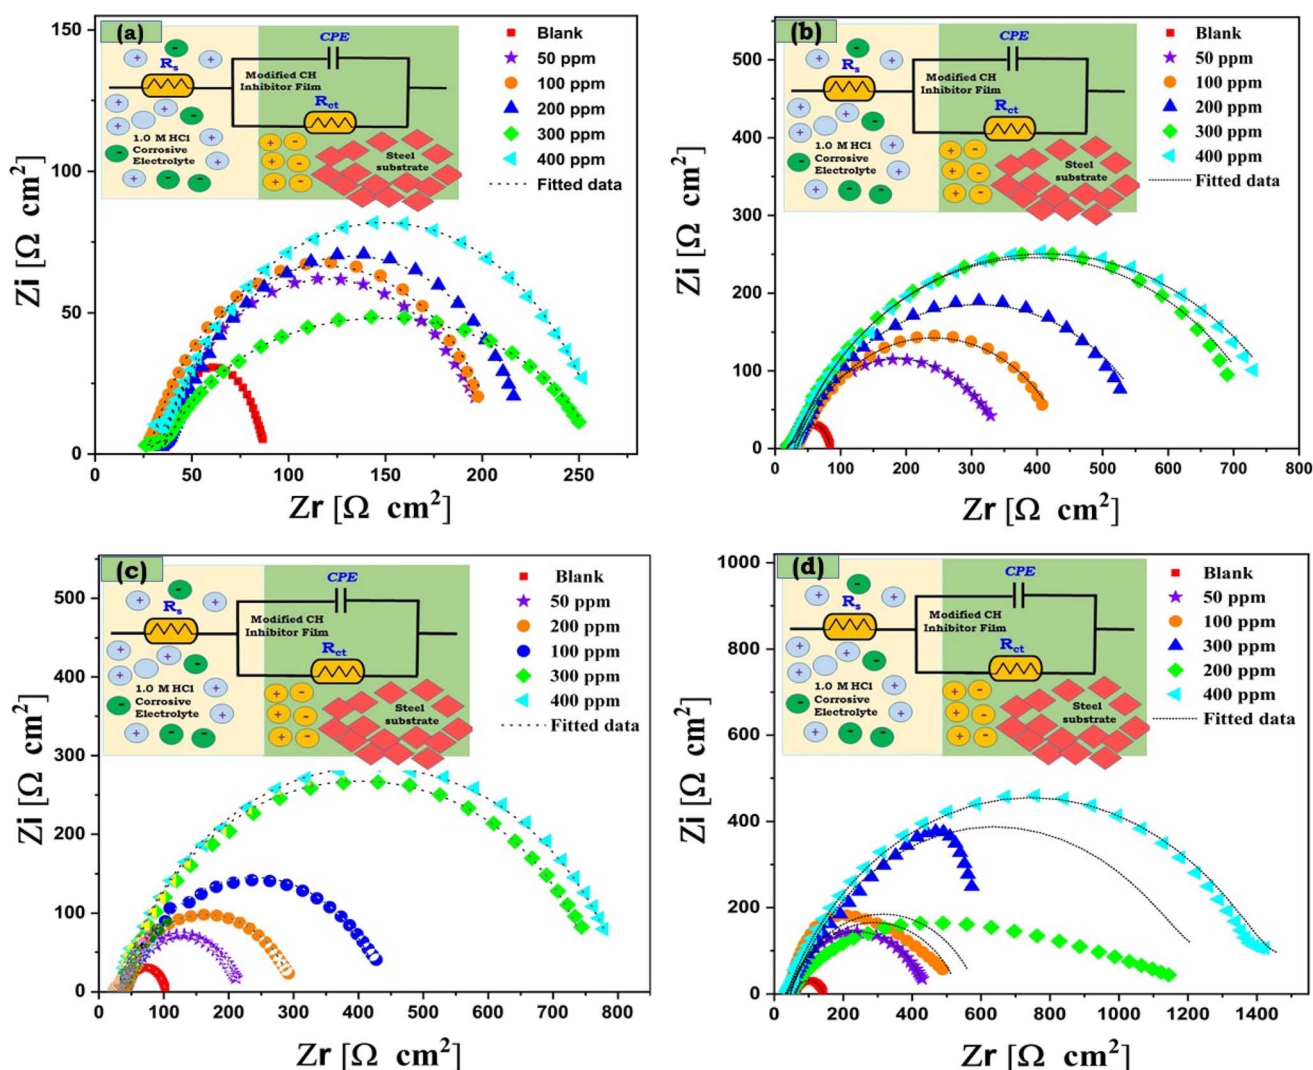 (a)
CPE
Rs
Modified CH
Inhibitor Film
Rct
1.0 M HCl
Corrosive
Electrolyte
Steel
substrate
Blank
50 ppm
100 ppm
200 ppm
300 ppm
400 ppm
Fitted data
150
100
50
0
Zi [Ω cm²]
0 50 100 150 200 250
Zr [Ω cm²]
(b)
CPE
Rs
Modified CH
Inhibitor Film
Rct
1.0 M HCl
Corrosive
Electrolyte
Steel
substrate
Blank
50 ppm
100 ppm
200 ppm
300 ppm
400 ppm
Fitted data
500
400
300
200
100
0
Zi [Ω cm²]
0 100 200 300 400 500 600 700 800
Zr [Ω cm²]
(c)
CPE
Rs
Modified CH
Inhibitor Film
Rct
1.0 M HCl
Corrosive
Electrolyte
Steel
substrate
Blank
50 ppm
200 ppm
100 ppm
300 ppm
400 ppm
Fitted data
500
400
300
200
100
0
Zi [Ω cm²]
0 100 200 300 400 500 600 700 800
Zr [Ω cm²]
(d)
CPE
Rs
Modified CH
Inhibitor Film
Rct
1.0 M HCl
Corrosive
Electrolyte
Steel
substrate
Blank
50 ppm
100 ppm
300 ppm
200 ppm
400 ppm
Fitted data
1000
800
600
400
200
0
Zi [Ω cm²]
0 200 400 600 800 1000 1200 1400
Zr [Ω cm²]